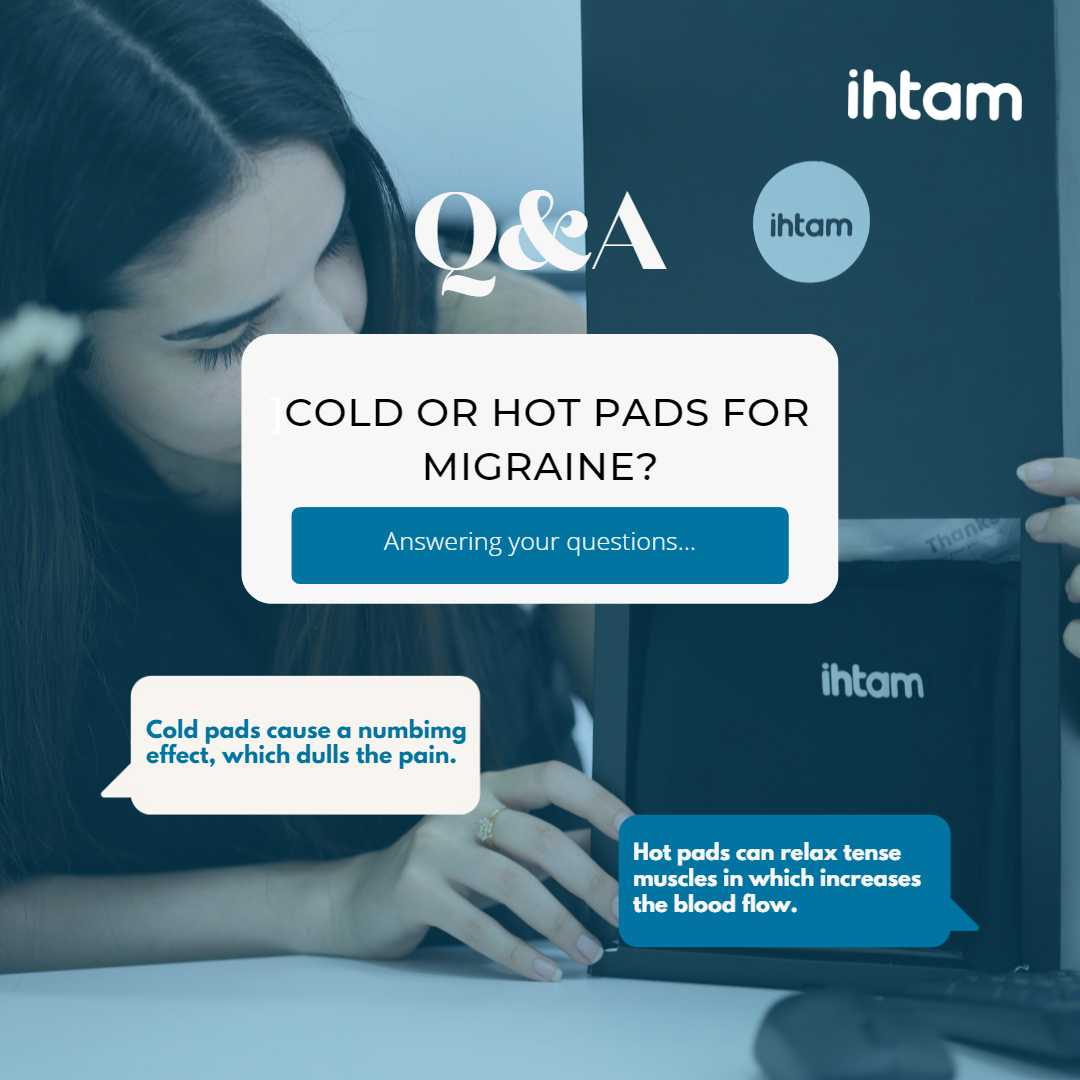 ihtam
Q&A
ihtam
]COLD OR HOT PADS FOR
MIGRAINE?
Answering your questions...
Thanks
ihtam
Cold pads cause a numbimg
effect, which dulls the pain.
Hot pads can relax tense
muscles in which increases
the blood flow.